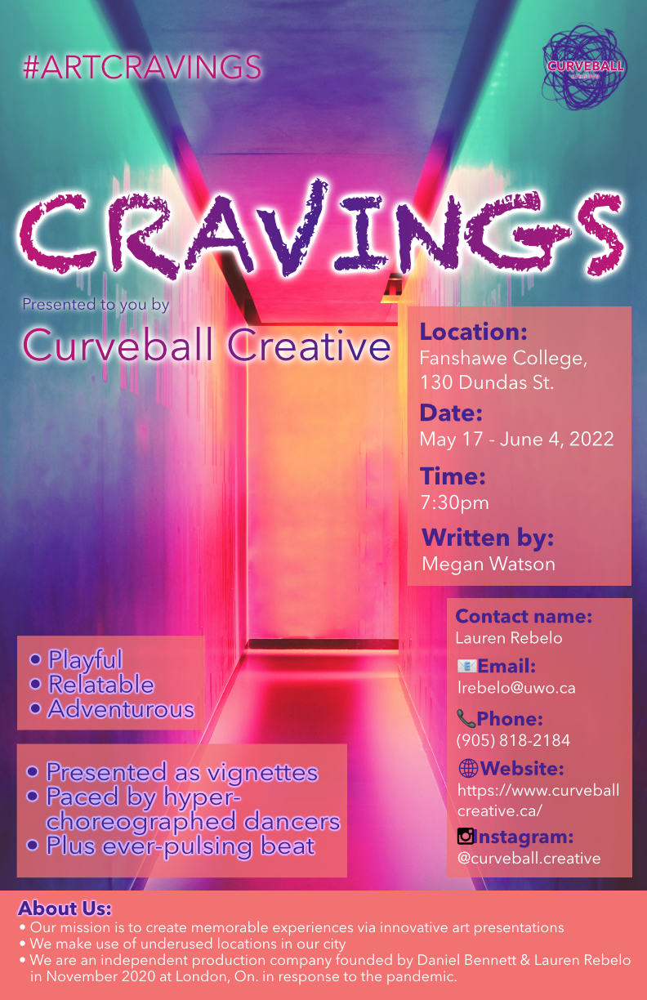 #ARTCRAVINGS
CURVEBALL
creative
CRAVINGS
Presented to you by
Curveball Creative
Location:
Fanshawe College,
130 Dundas St.
Date:
May 17 - June 4, 2022
Time:
7:30pm
Written by:
Megan Watson
Contact name:
Lauren Rebelo
Email:
lrebelo@uwo.ca
Phone:
(905) 818-2184
Website:
https://www.curveball
creative.ca/
Instagram:
@curveball.creative
• Playful
• Relatable
• Adventurous
• Presented as vignettes
• Paced by hyper-
choreographed dancers
• Plus ever-pulsing beat
About Us:
• Our mission is to create memorable experiences via innovative art presentations
• We make use of underused locations in our city
• We are an independent production company founded by Daniel Bennett & Lauren Rebelo
in November 2020 at London, On. in response to the pandemic.